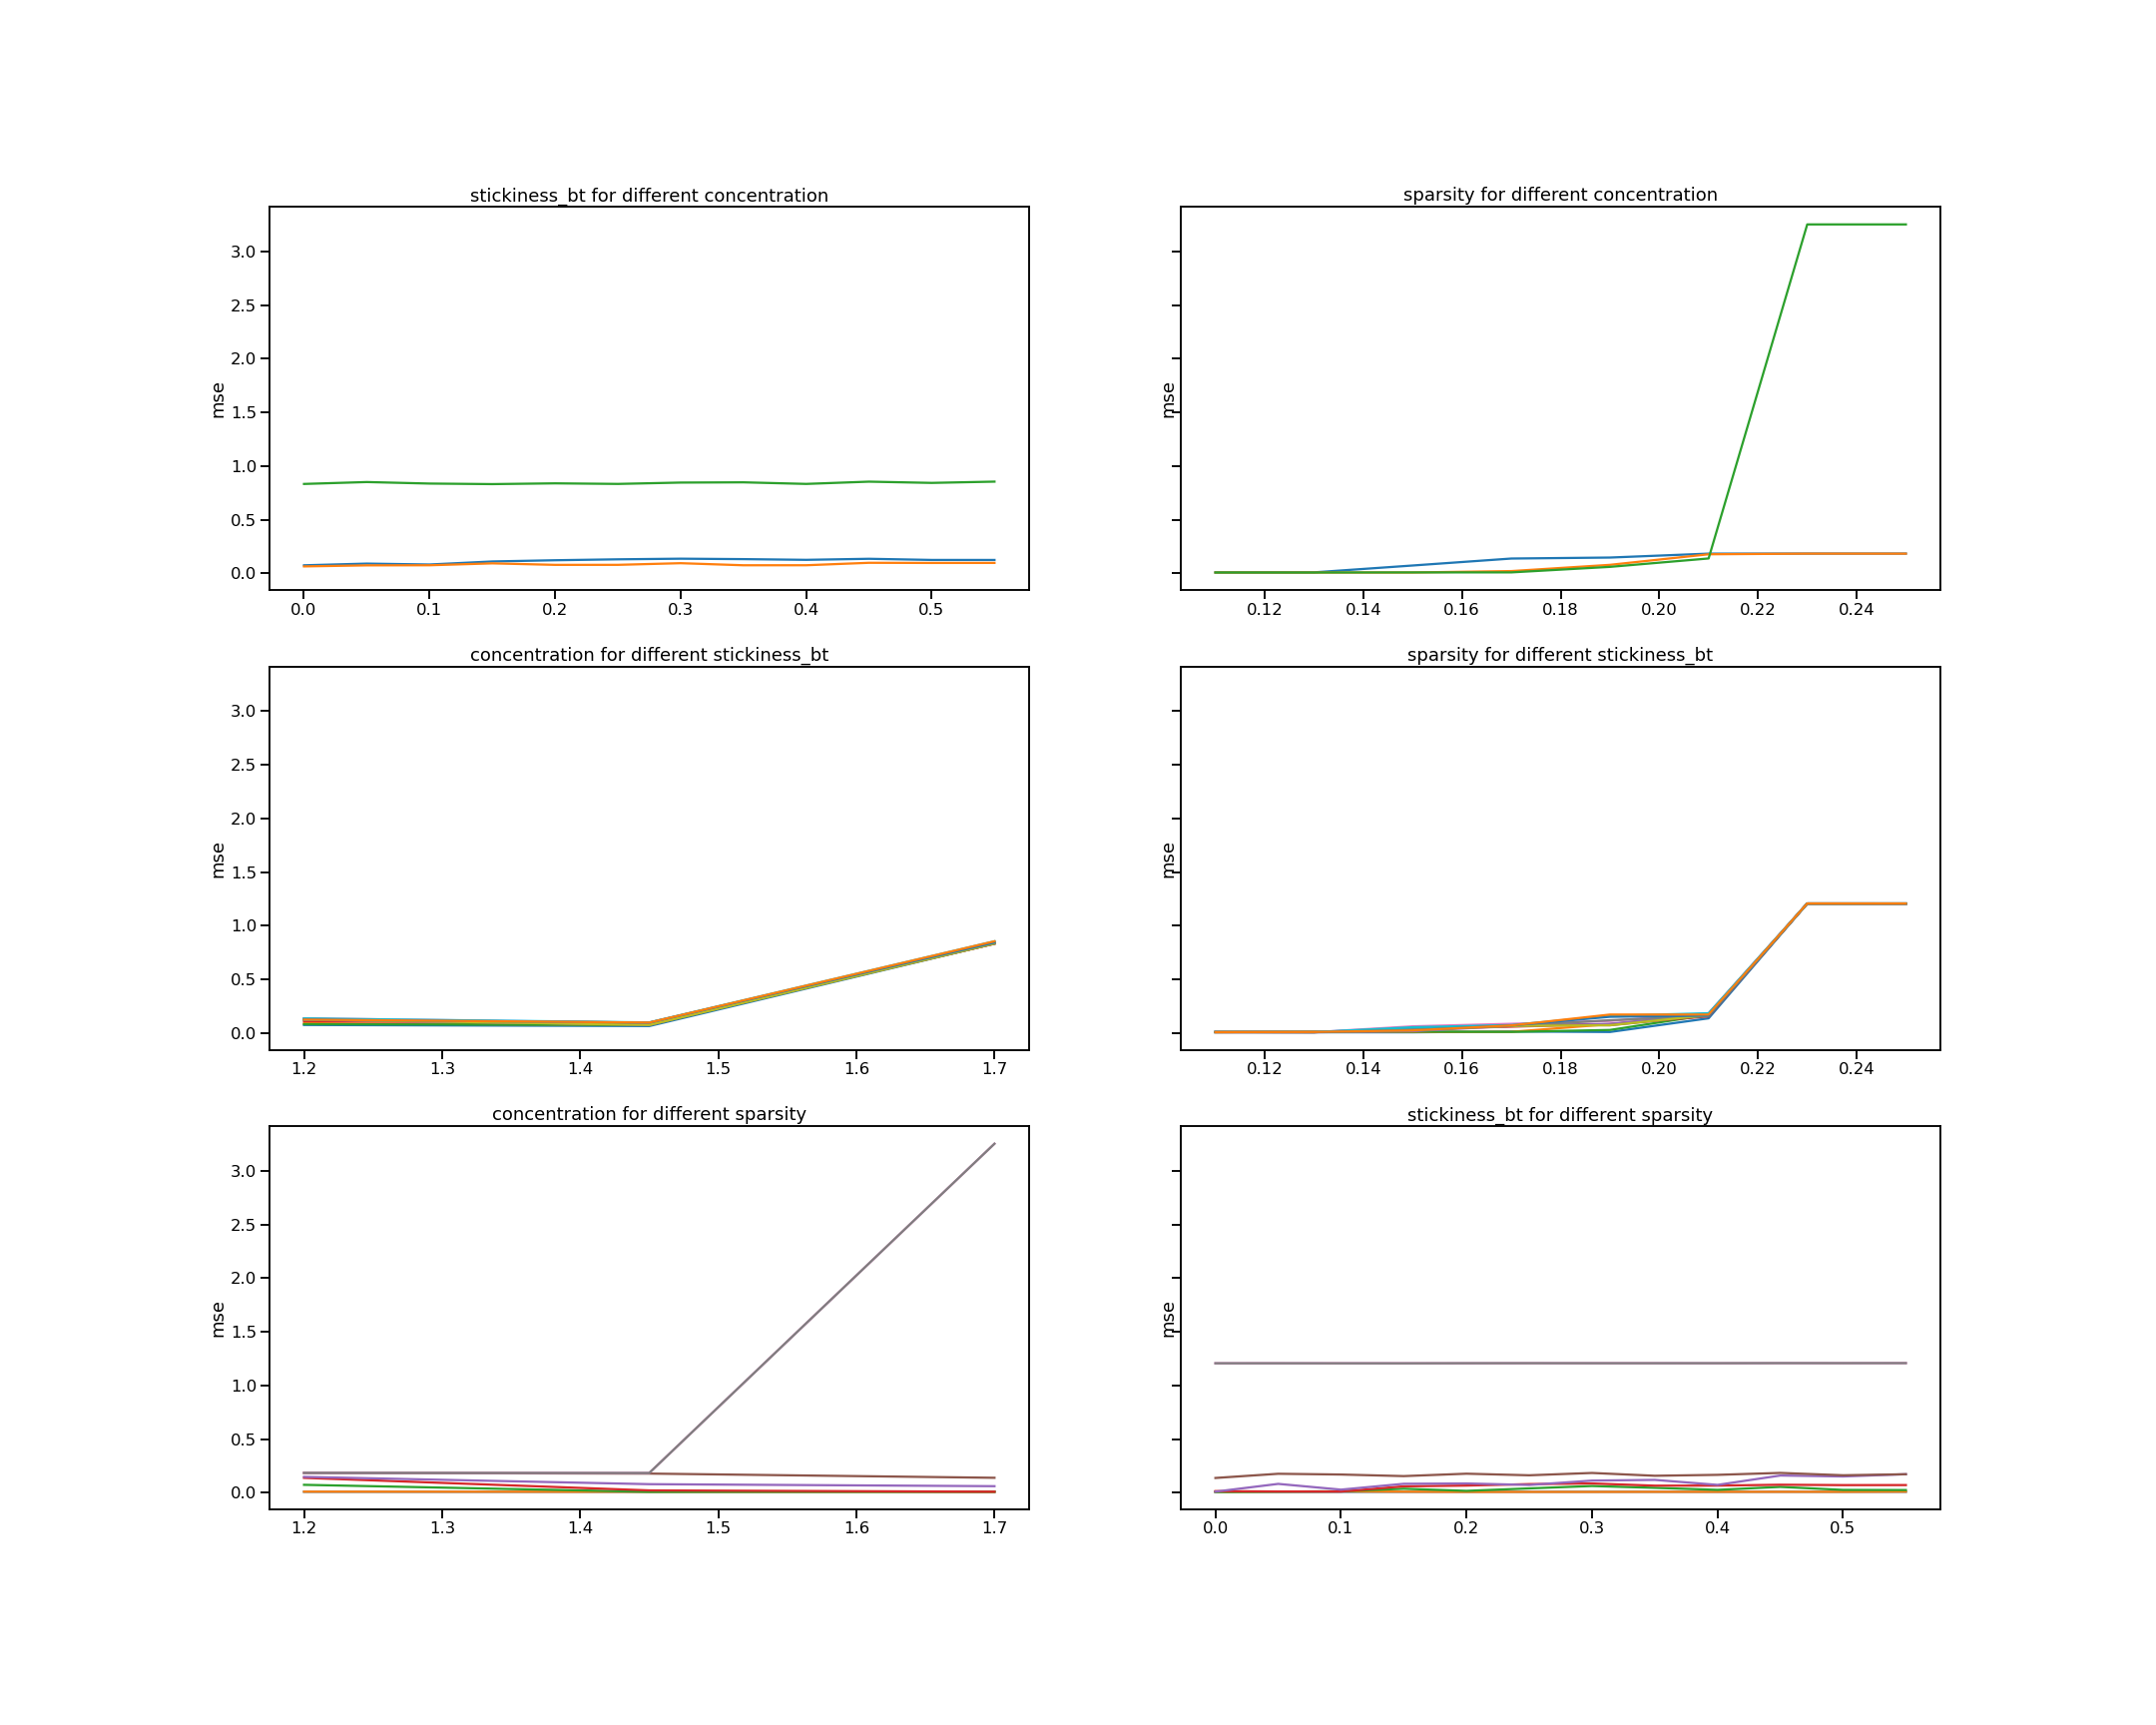 stickiness_bt for different concentration
mse
3.0
2.5
2.0
1.5
1.0
0.5
0.0
0.0 0.1 0.2 0.3 0.4 0.5
sparsity for different concentration
mse
0.12 0.14 0.16 0.18 0.20 0.22 0.24
concentration for different stickiness_bt
mse
3.0
2.5
2.0
1.5
1.0
0.5
0.0
1.2 1.3 1.4 1.5 1.6 1.7
sparsity for different stickiness_bt
mse
0.12 0.14 0.16 0.18 0.20 0.22 0.24
concentration for different sparsity
mse
3.0
2.5
2.0
1.5
1.0
0.5
0.0
1.2 1.3 1.4 1.5 1.6 1.7
stickiness_bt for different sparsity
mse
0.0 0.1 0.2 0.3 0.4 0.5